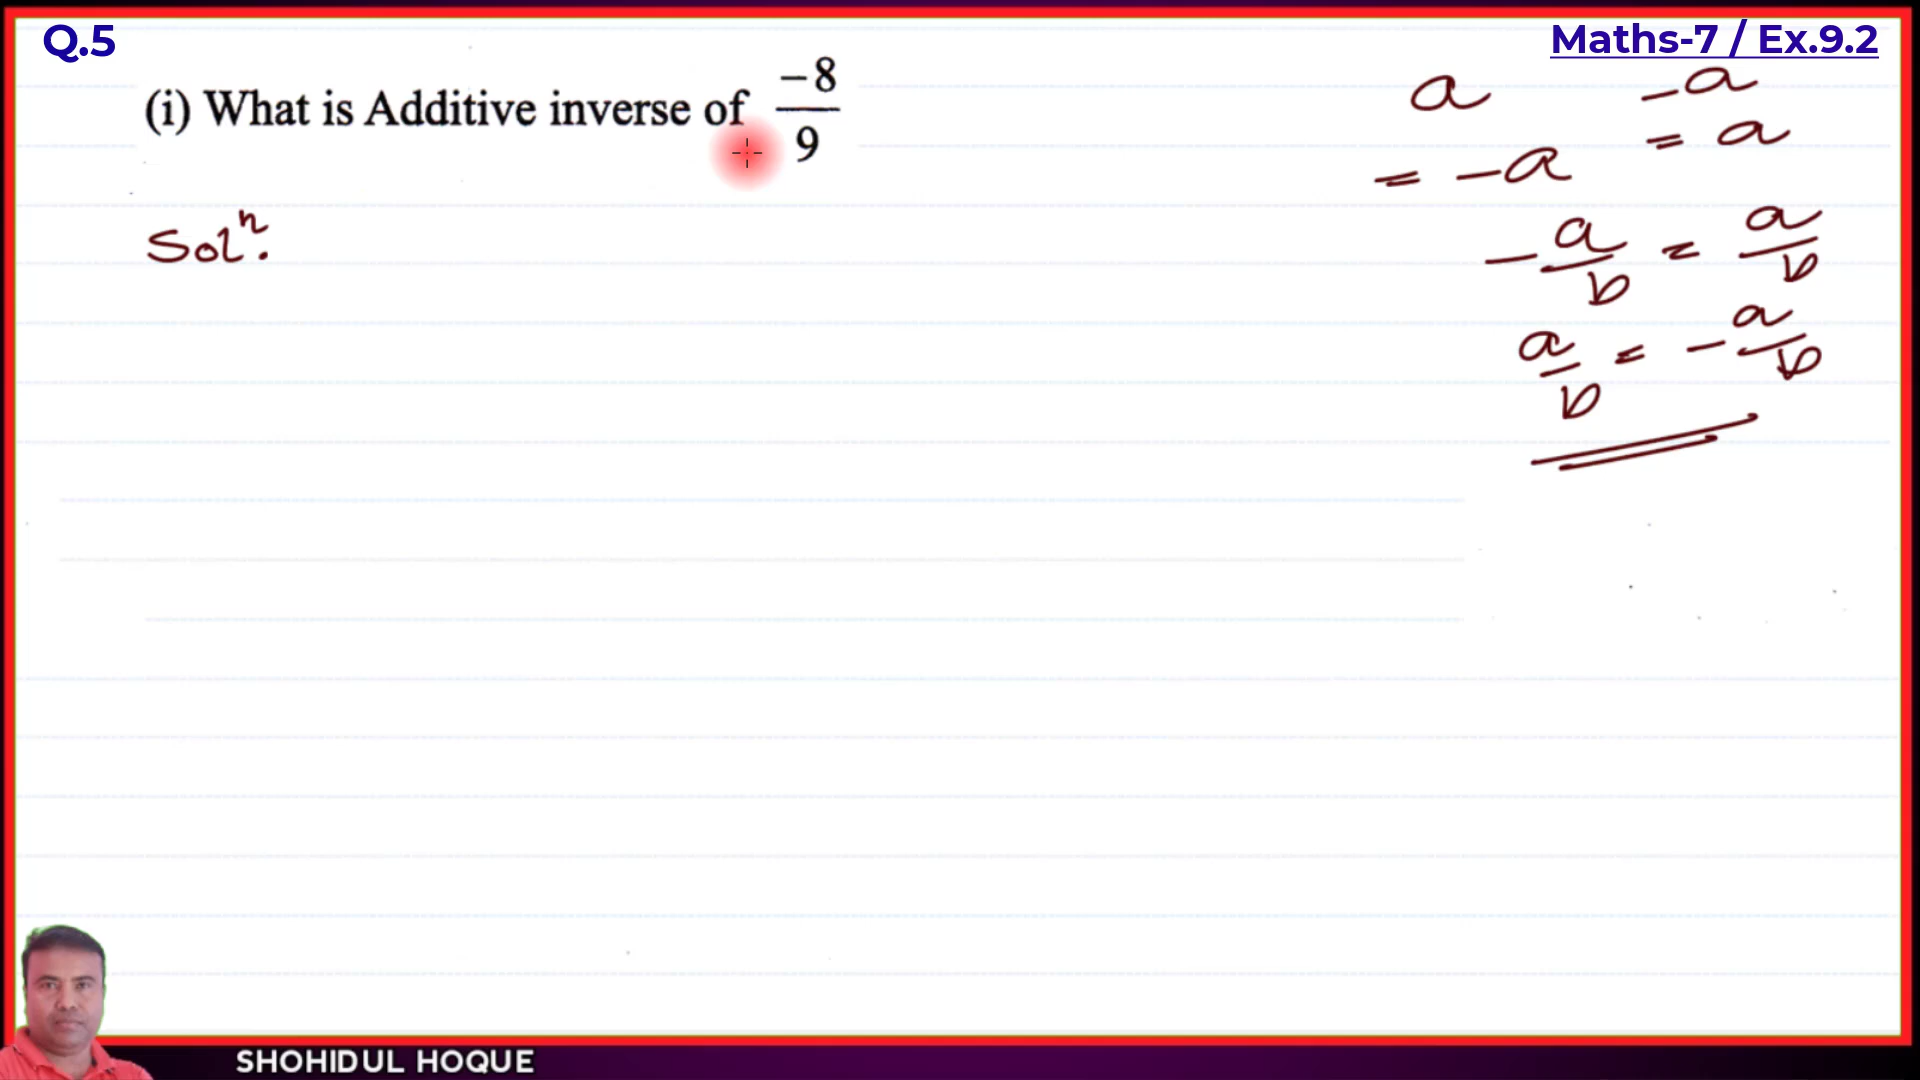 Q.5
Maths-7 / Ex.9.2
(i) What is Additive inverse of -8/9
a
-a
= a
= -a
-a/b = a/b
a/b = -a/b
Solⁿ.
SHOHIDUL HOQUE